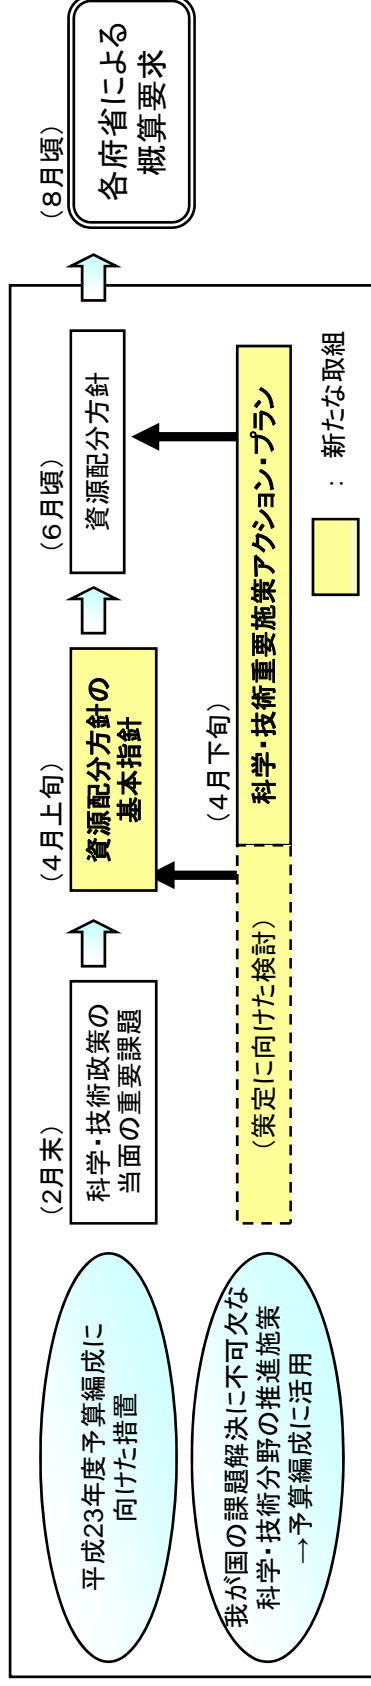 平成23年度予算編成に
向けた措置
(2月末)
科学・技術政策の
当面の重要課題
(4月上旬)
資源配分方針の
基本指針
(6月頃)
資源配分方針
(8月頃)
各府省による
概算要求
我が国の課題解決に不可欠な
科学・技術分野の推進施策
→予算編成に活用
(策定に向けた検討)
(4月下旬)
科学・技術重要施策アクション・プラン
： 新たな取組